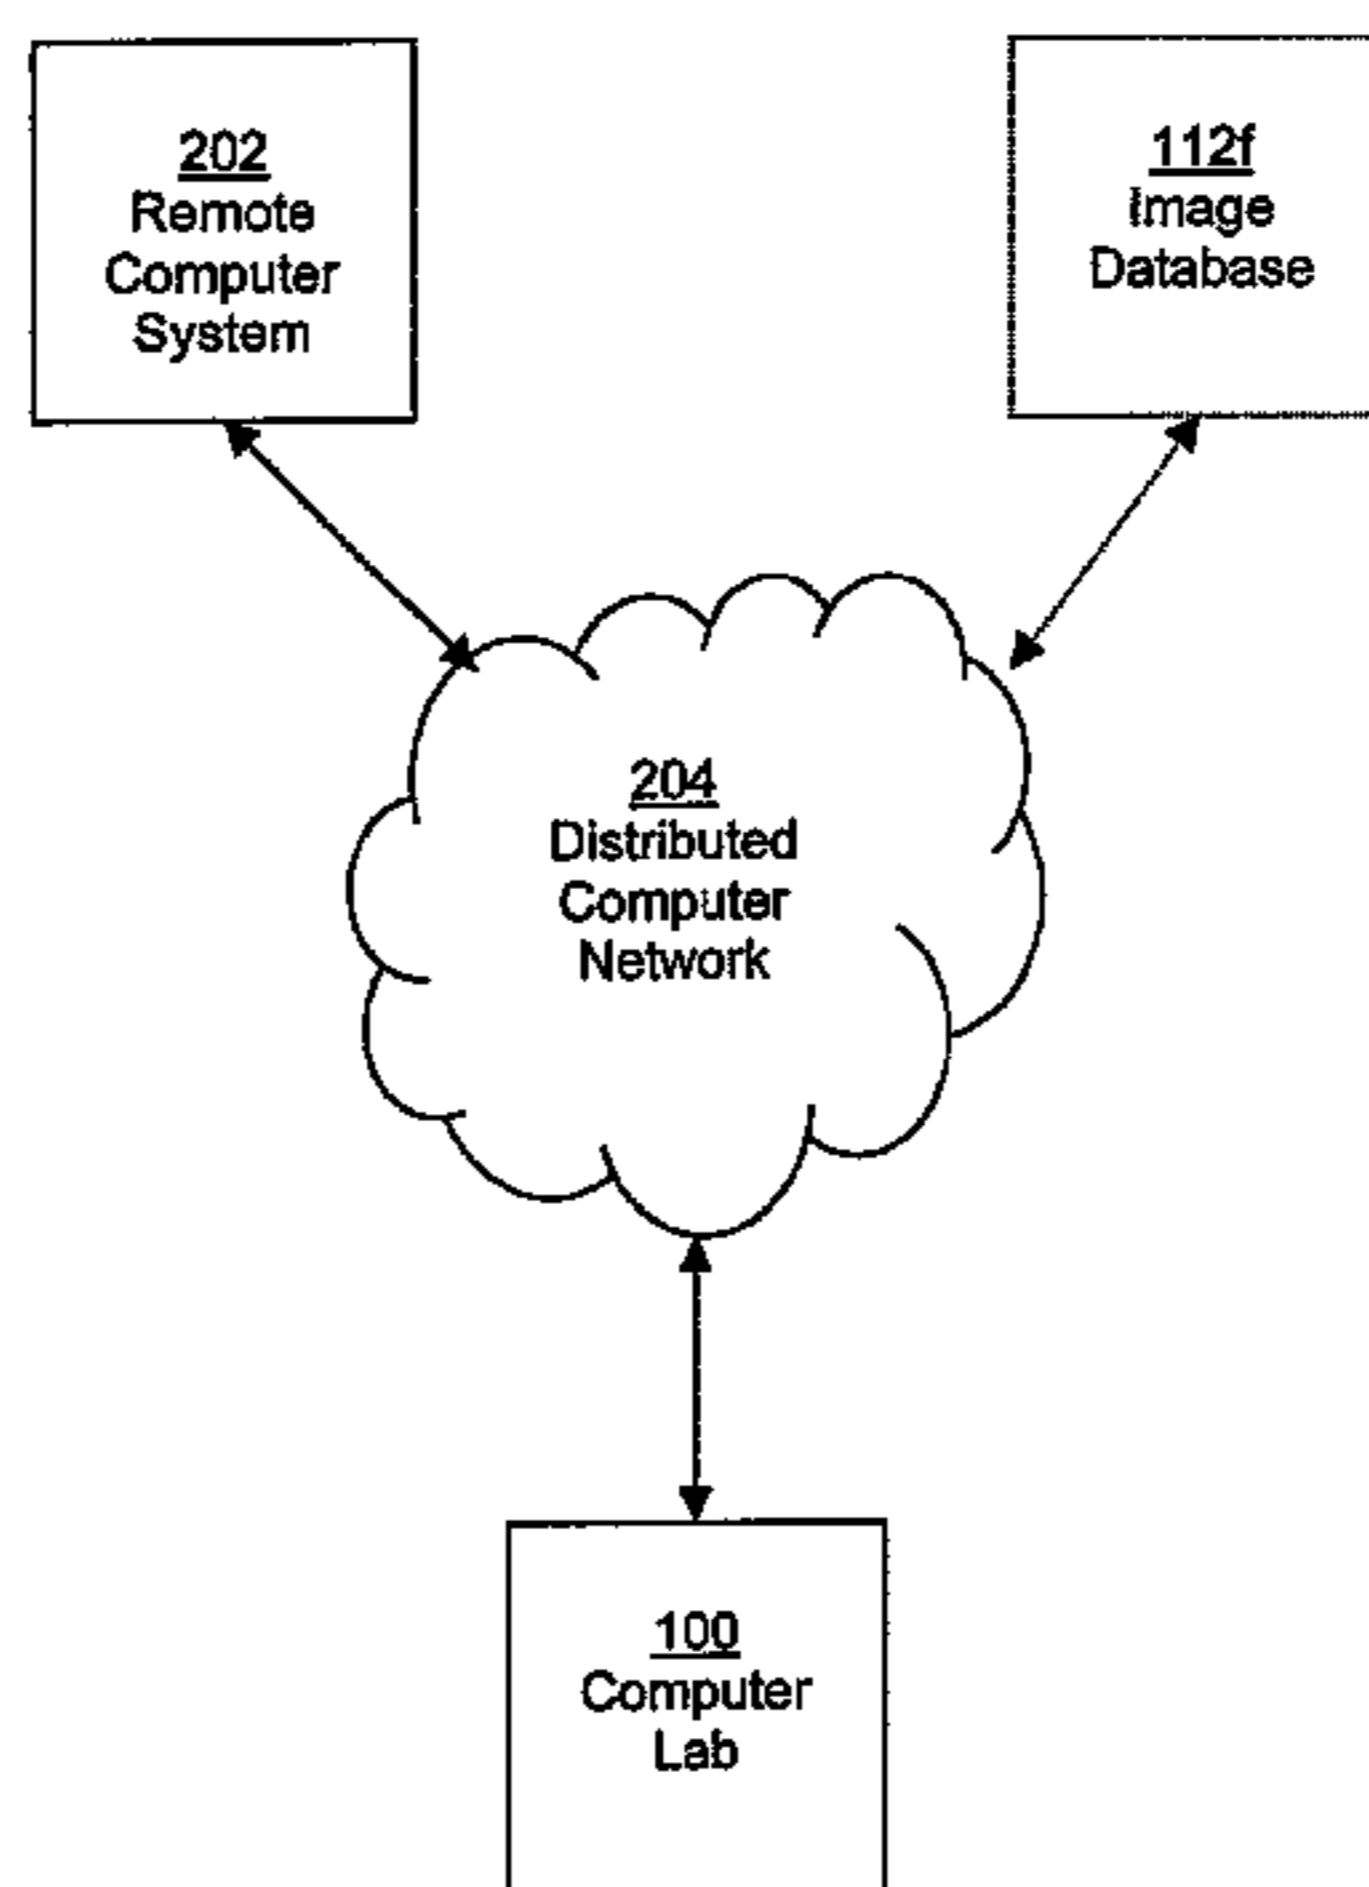 202
Remote
Computer
System
112f
Image
Database
204
Distributed
Computer
Network
100
Computer
Lab